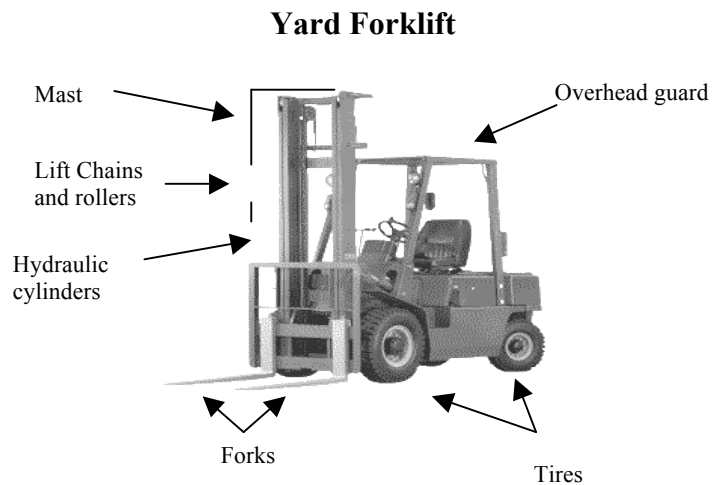 Yard Forklift
Mast
Overhead guard
Lift Chains
and rollers
Hydraulic
cylinders
Forks
Tires